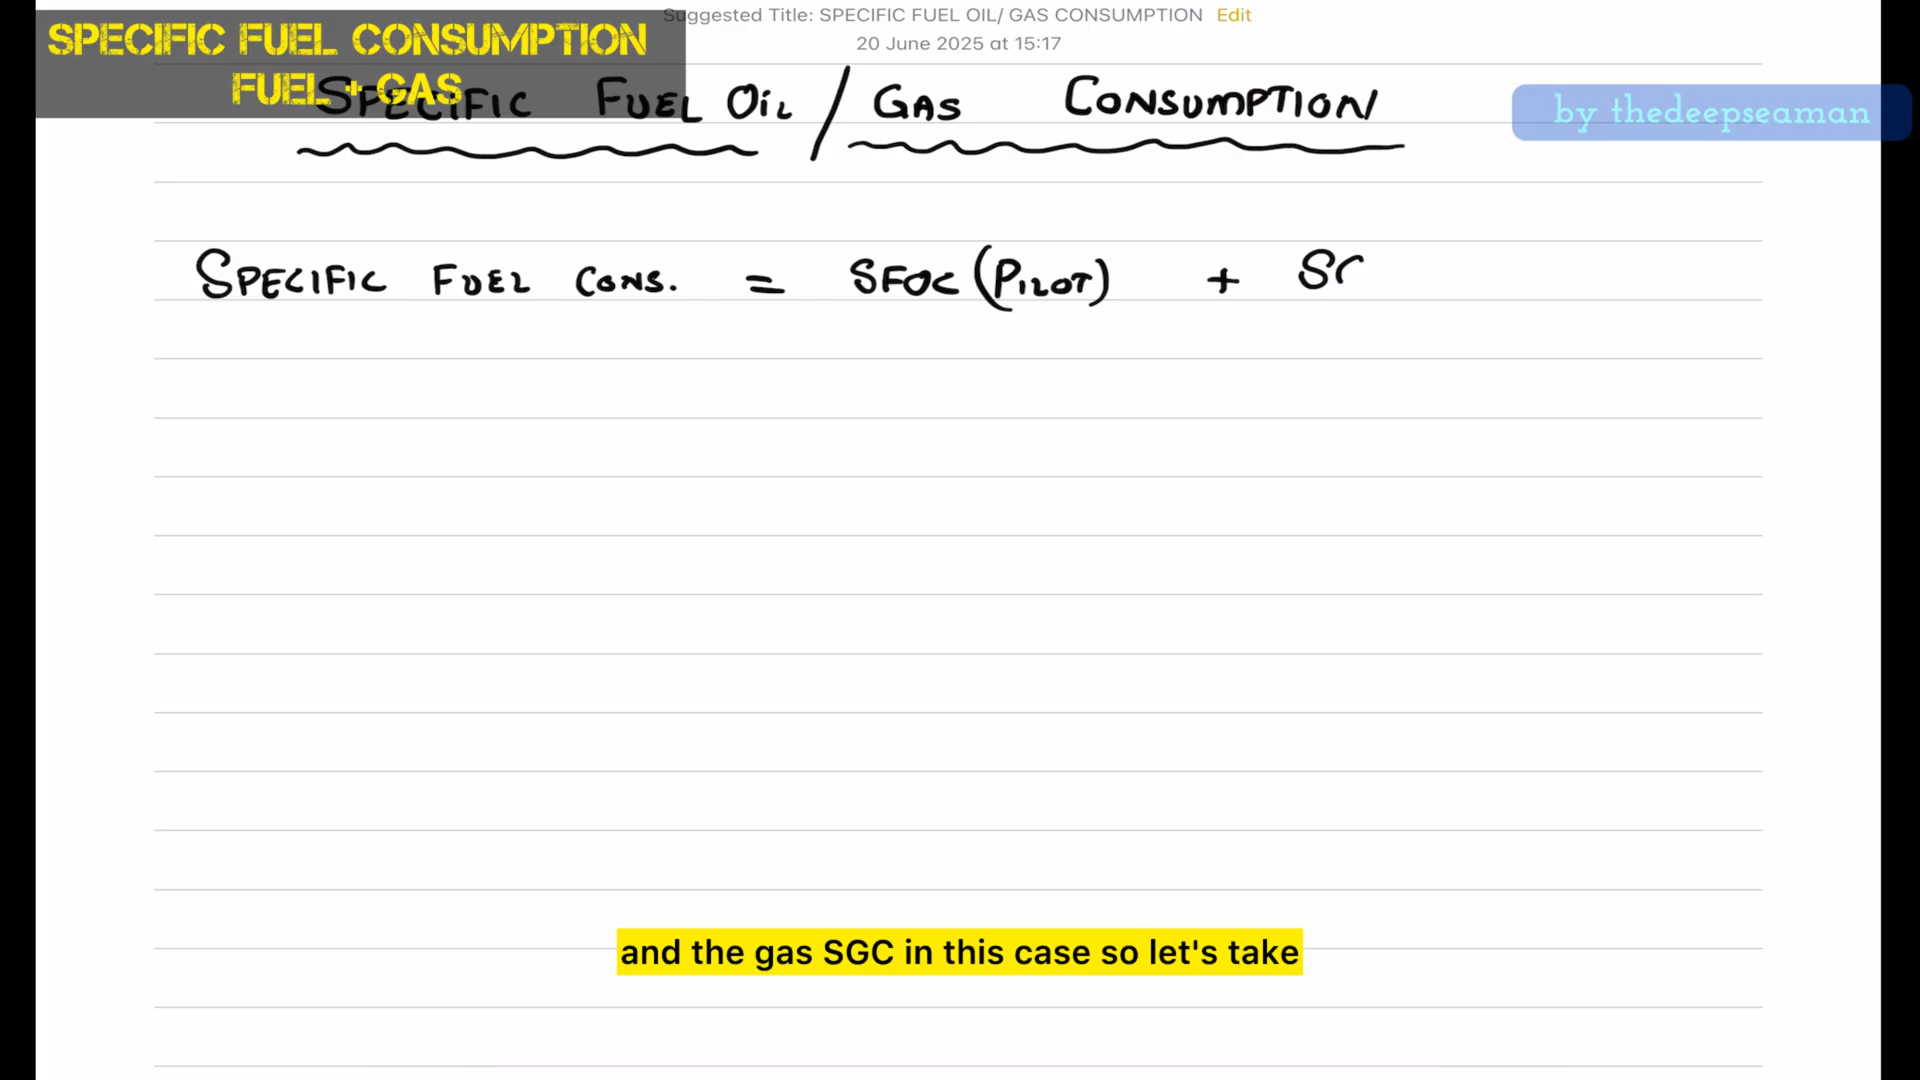 Suggested Title: SPECIFIC FUEL OIL/ GAS CONSUMPTION Edit
20 June 2025 at 15:17
SPECIFIC FUEL CONSUMPTION
FUEL + GAS
SPECIFIC FUEL OIL / GAS CONSUMPTION
by thedeepseaman
SPECIFIC FUEL CONS. = SFOC (PILOT) + SG
and the gas SGC in this case so let's take